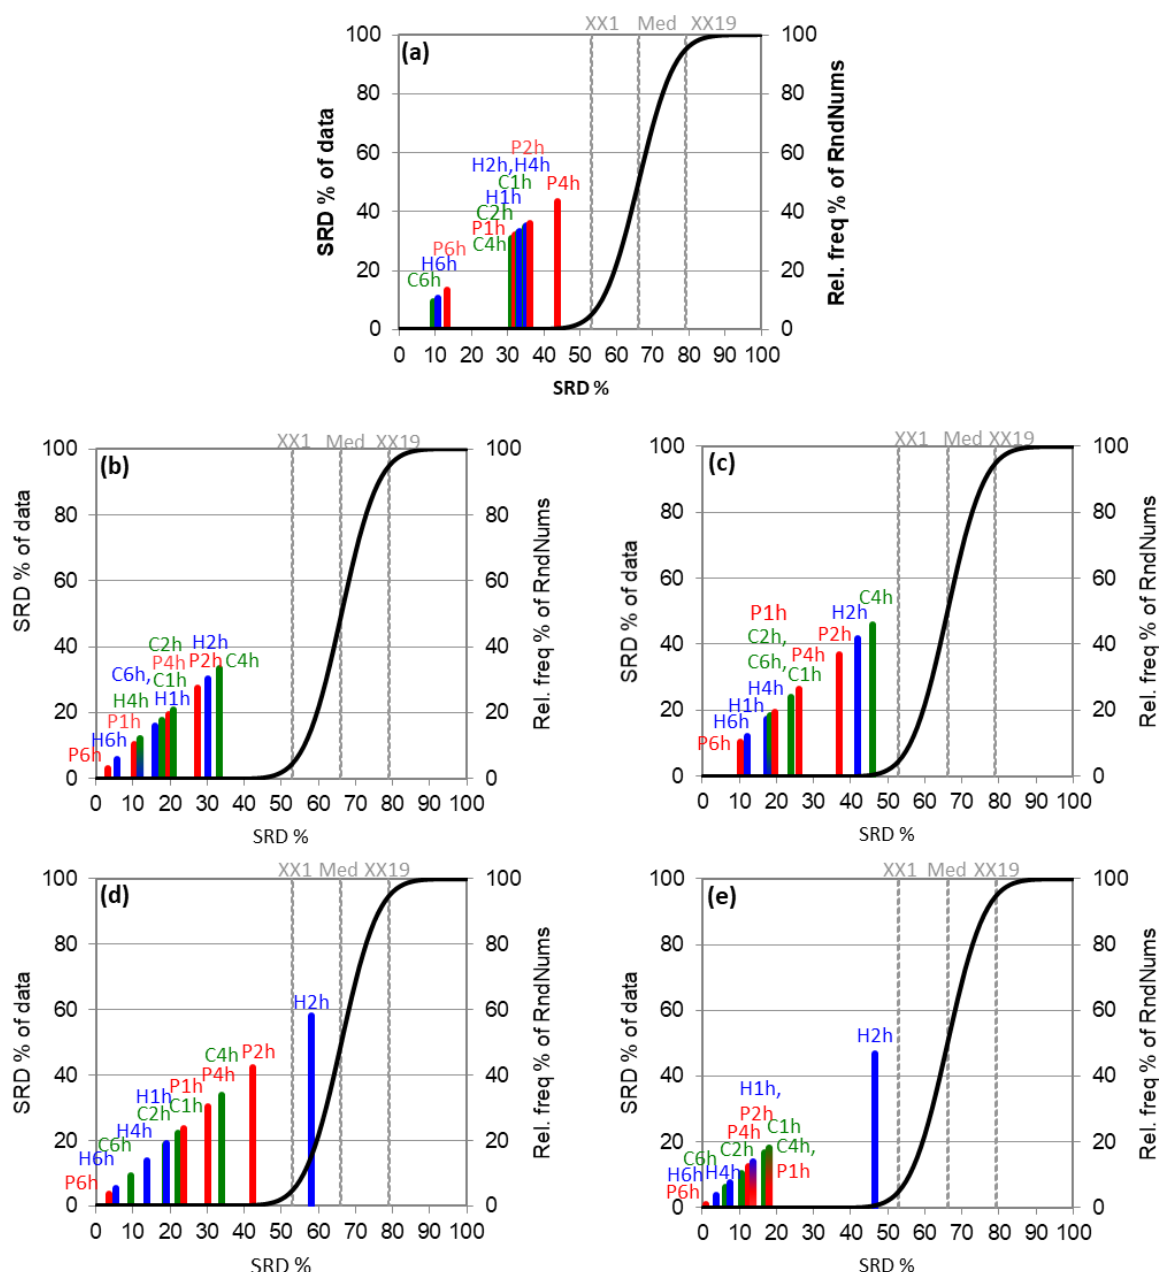 XX1 Med XX19
(a)
100
80
60
40
20
0
SRD % of data
P2h
H2h,H4h
C1h
P4h
H1h
C2h
P1h
C4h
P6h
H6h
C6h
100
80
60
40
20
0
Rel. freq % of RndNums
0 10 20 30 40 50 60 70 80 90 100
SRD %
XX1 Med XX19
(b)
100
80
60
40
20
0
SRD % of data
C2h
H2h
P4h
P2h
C4h
C6h,
C1h
H4h
H1h
P1h
H6h
P6h
100
80
60
40
20
0
Rel. freq % of RndNums
0 10 20 30 40 50 60 70 80 90 100
SRD %
XX1 Med XX19
(c)
100
80
60
40
20
0
SRD % of data
C4h
P1h
H2h
C2h,
P2h
C6h,
P4h
C1h
H4h
H1h
H6h
P6h
100
80
60
40
20
0
Rel. freq % of RndNums
0 10 20 30 40 50 60 70 80 90 100
SRD %
XX1 Med XX19
(d)
100
80
60
40
20
0
SRD % of data
H2h
C4h
P2h
P1h
P4h
H1h
C2h
C1h
H4h
C6h
H6h
P6h
100
80
60
40
20
0
Rel. freq % of RndNums
0 10 20 30 40 50 60 70 80 90 100
SRD %
XX1 Med XX19
(e)
100
80
60
40
20
0
SRD % of data
H2h
H1h,
P2h
C1h
P4h
C4h,
C2h
C6h
H6h
H4h
P1h
P6h
100
80
60
40
20
0
Rel. freq % of RndNums
0 10 20 30 40 50 60 70 80 90 100
SRD %